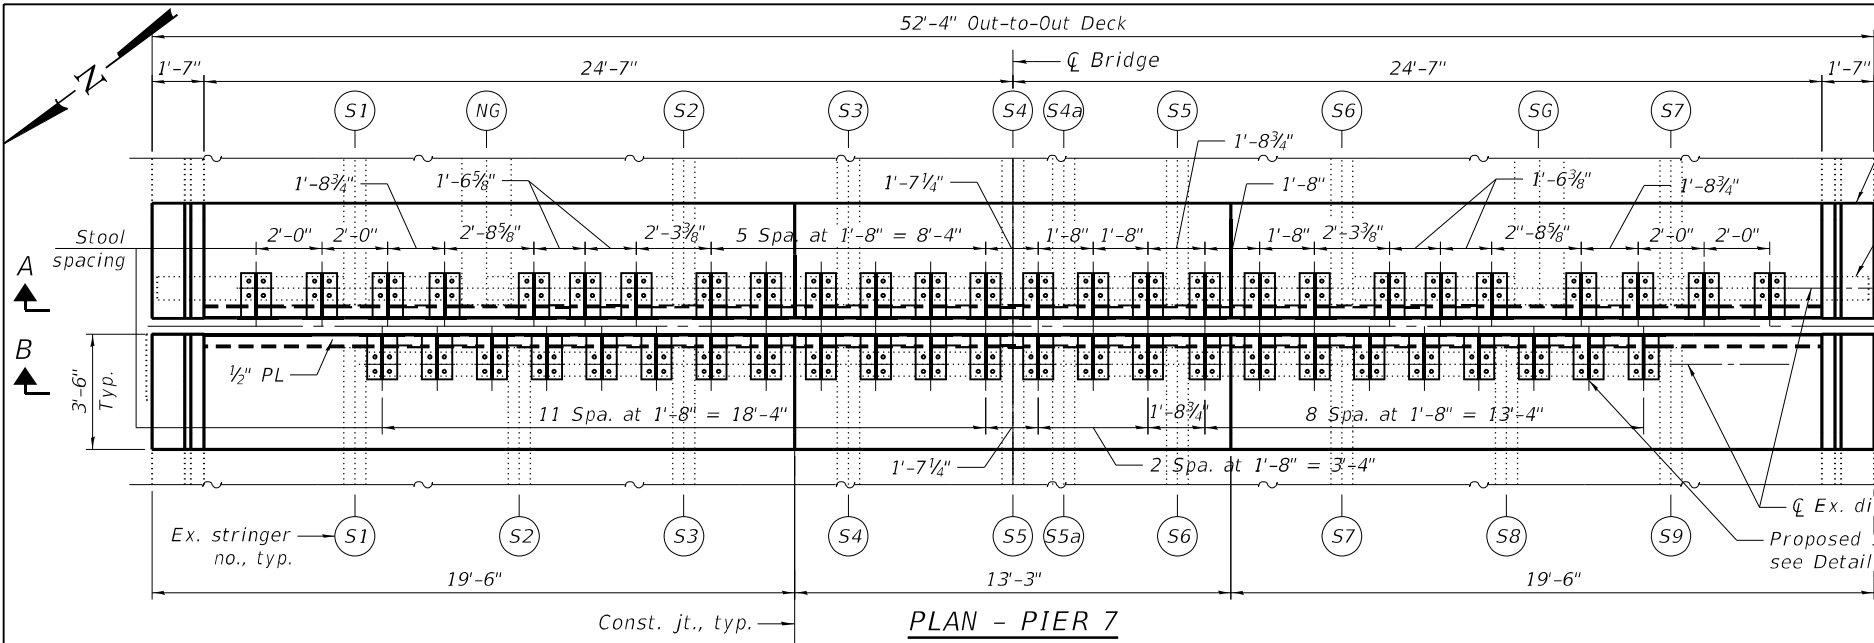 52'-4" Out-to-Out Deck
N
℄ Bridge
1'-7"
24'-7"
24'-7"
1'-7"
S1
NG
S2
S3
S4
S4a
S5
S6
SG
S7
1'-8¾"
1'-8¾"
1'-6⅝"
1'-7¼"
1'-8"
1'-6⅜"
1'-8¾"
Stool
spacing
2'-0"
2'-0"
2'-8⅝"
2'-3⅜"
5 Spa. at 1'-8" = 8'-4"
1'-8"
1'-8"
1'-8"
2'-3⅜"
2'-8⅝"
2'-0"
2'-0"
A
B
½" PL
3'-6"
Typ.
11 Spa. at 1'-8" = 18'-4"
1'-8¾"
8 Spa. at 1'-8" = 13'-4"
1'-7¼"
2 Spa. at 1'-8" = 3'-4"
℄ Ex. di
Ex. stringer
no., typ.
S1
S2
S3
S4
S5
S5a
S6
S7
S8
S9
Proposed
see Detail
19'-6"
13'-3"
19'-6"
Const. jt., typ.
PLAN - PIER 7